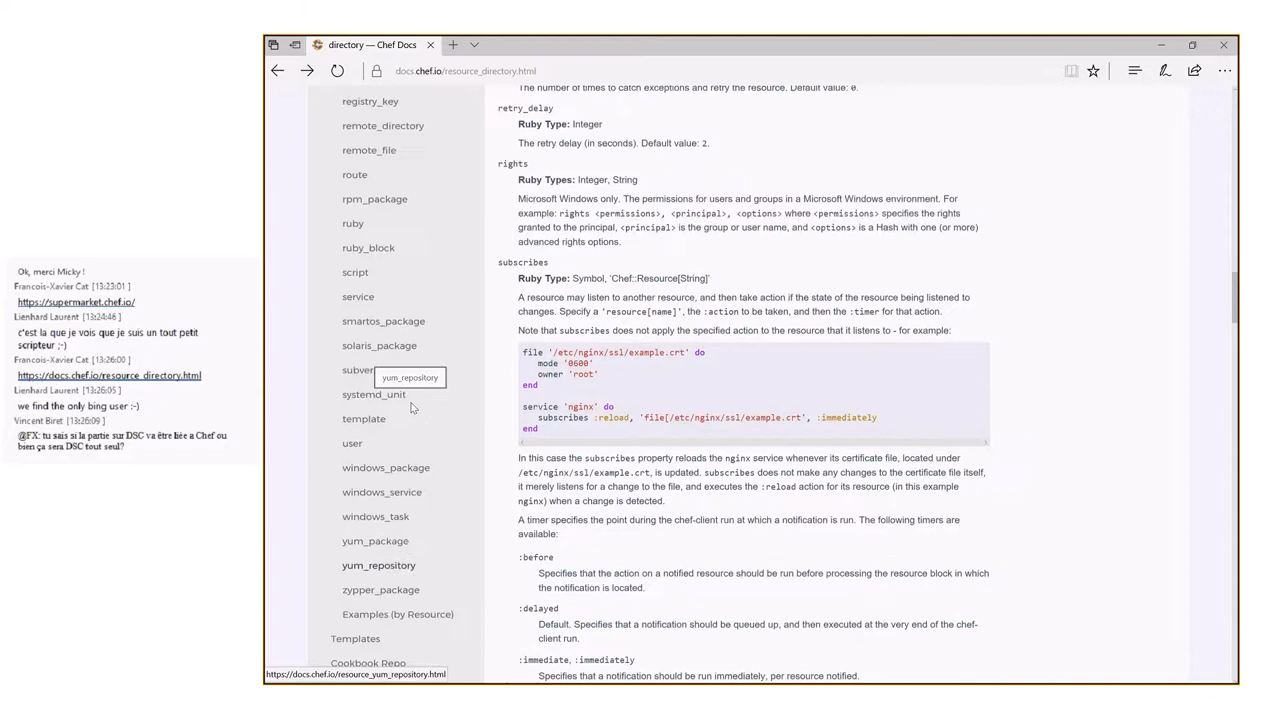 Ok, merci Micky !
Francois-Xavier Cat [13:23:01]
https://supermarket.chef.io/
Lienhard Laurent [13:24:46]
c'est la que je vois que je suis un tout petit
scripteur ;-)
Francois-Xavier Cat [13:26:00]
https://docs.chef.io/resource_directory.html
Lienhard Laurent [13:26:05]
we find the only bing user :-)
Vincent Biret [13:26:09]
@FX: tu sais si la partie sur DSC va être liée a Chef ou
bien ça sera DSC tout seul?
directory — Chef Docs
docs.chef.io/resource_directory.html
registry_key
remote_directory
remote_file
route
rpm_package
ruby
ruby_block
script
service
smartos_package
solaris_package
subver
yum_repository
systemd_unit
template
user
windows_package
windows_service
windows_task
yum_package
yum_repository
zypper_package
Examples (by Resource)
Templates
Cookbook Repo
https://docs.chef.io/resource_yum_repository.html
The number of times to catch exceptions and retry the resource. Default value: 0.
retry_delay
Ruby Type: Integer
The retry delay (in seconds). Default value: 2.
rights
Ruby Types: Integer, String
Microsoft Windows only. The permissions for users and groups in a Microsoft Windows environment. For
example: rights <permissions>, <principal>, <options> where <permissions> specifies the rights
granted to the principal, <principal> is the group or user name, and <options> is a Hash with one (or more)
advanced rights options.
subscribes
Ruby Type: Symbol, 'Chef::Resource[String]'
A resource may listen to another resource, and then take action if the state of the resource being listened to
changes. Specify a 'resource[name]', the :action to be taken, and then the :timer for that action.
Note that subscribes does not apply the specified action to the resource that it listens to - for example:
file '/etc/nginx/ssl/example.crt' do
mode '0600'
owner 'root'
end
service 'nginx' do
subscribes :reload, 'file[/etc/nginx/ssl/example.crt', :immediately
end
In this case the subscribes property reloads the nginx service whenever its certificate file, located under
/etc/nginx/ssl/example.crt, is updated. subscribes does not make any changes to the certificate file itself,
it merely listens for a change to the file, and executes the :reload action for its resource (in this example
nginx) when a change is detected.
A timer specifies the point during the chef-client run at which a notification is run. The following timers are
available:
:before
Specifies that the action on a notified resource should be run before processing the resource block in which
the notification is located.
:delayed
Default. Specifies that a notification should be queued up, and then executed at the very end of the chef-
client run.
:immediate, :immediately
Specifies that a notification should be run immediately, per resource notified.